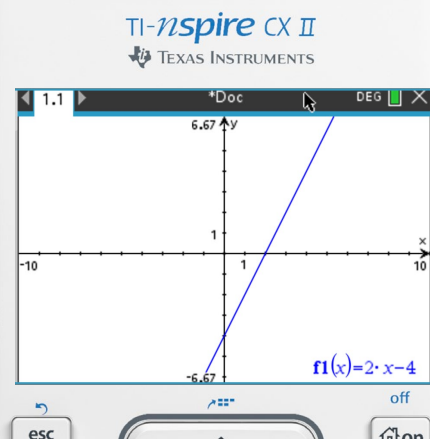 TI-nspire CX II
TEXAS INSTRUMENTS
1.1 *Doc DEG
6.67 y
1
x
-10 1 10
-6.67
f1(x)=2·x−4
off
esc
on